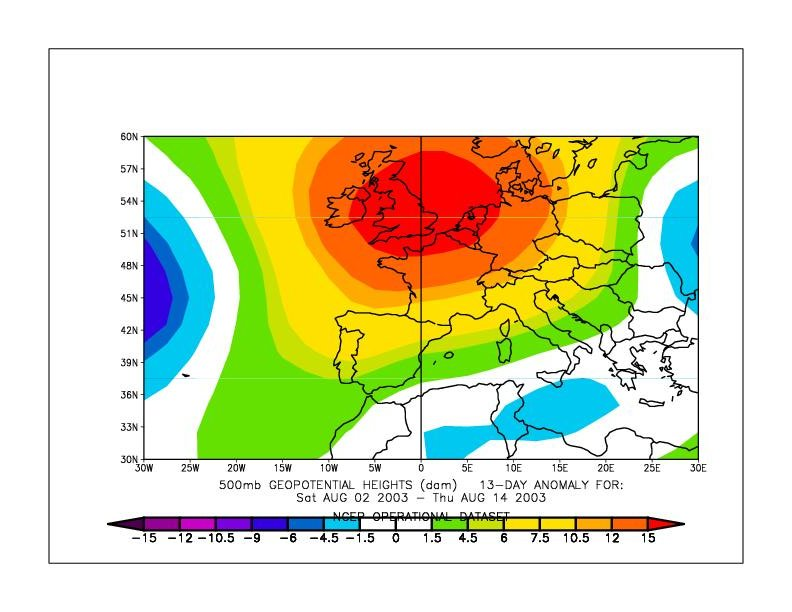 60N
57N
54N
51N
48N
45N
42N
39N
36N
33N
30N
30W 25W 20W 15W 10W 5W 0 5E 10E 15E 20E 25E 30E
500mb GEOPOTENTIAL HEIGHTS (dam) 13-DAY ANOMALY FOR:
Sat AUG 02 2003 - Thu AUG 14 2003
NCEP OPERATIONAL DATASET
-15 -12 -10.5 -9 -6 -4.5 -1.5 0 1.5 4.5 6 7.5 10.5 12 15